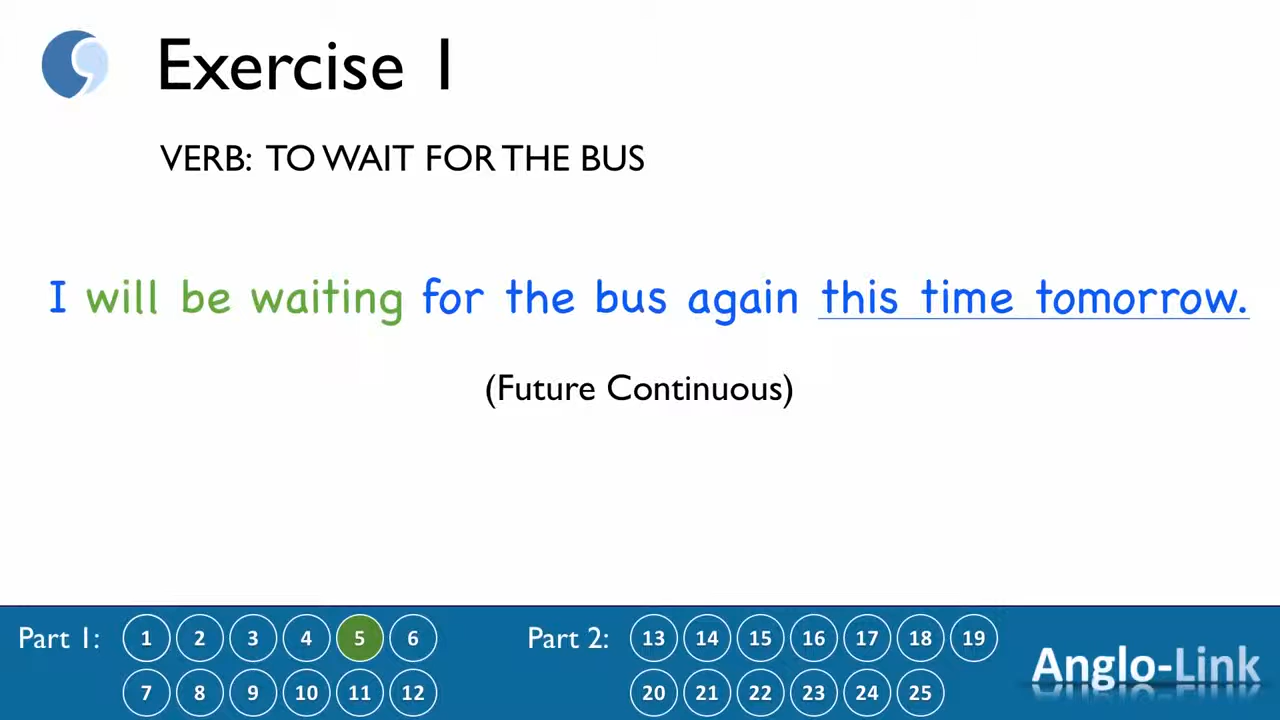 Exercise 1
VERB: TO WAIT FOR THE BUS
I will be waiting for the bus again this time tomorrow.
(Future Continuous)
Part 1: 1 2 3 4 5 6
7 8 9 10 11 12
Part 2: 13 14 15 16 17 18 19
20 21 22 23 24 25
Anglo-Link